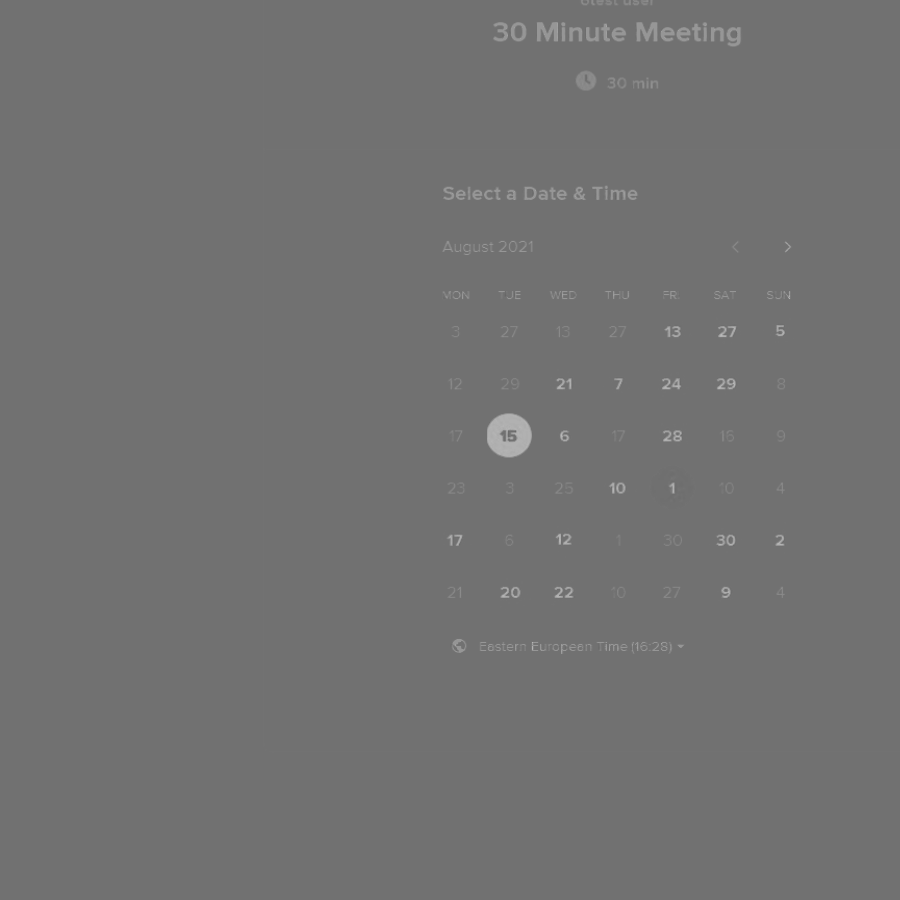 30 Minute Meeting
30 min
Select a Date & Time
August 2021
MON TUE WED THU FRI SAT SUN
3 27 13 27 13 27 5
12 29 21 7 24 29 8
17 15 6 17 28 16 9
23 3 25 10 1 10 4
17 6 12 1 30 30 2
21 20 22 10 27 9 4
Eastern European Time (16:28)